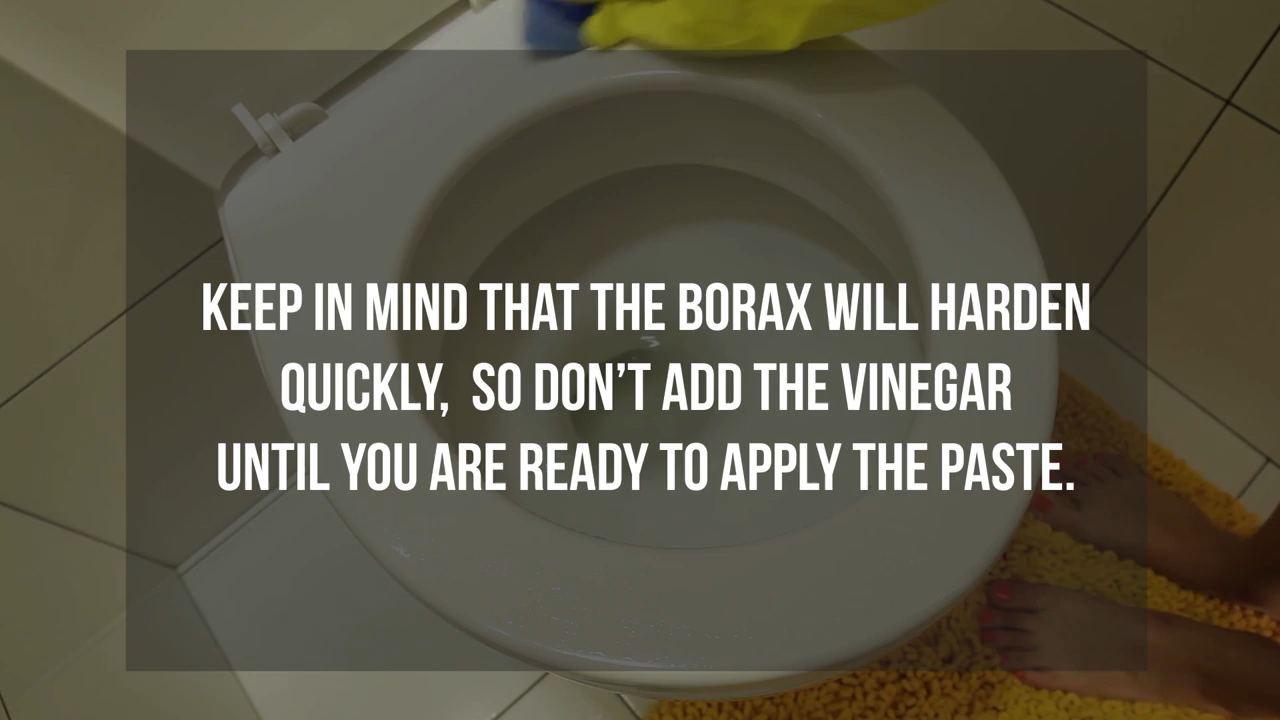 KEEP IN MIND THAT THE BORAX WILL HARDEN
QUICKLY, SO DON'T ADD THE VINEGAR
UNTIL YOU ARE READY TO APPLY THE PASTE.